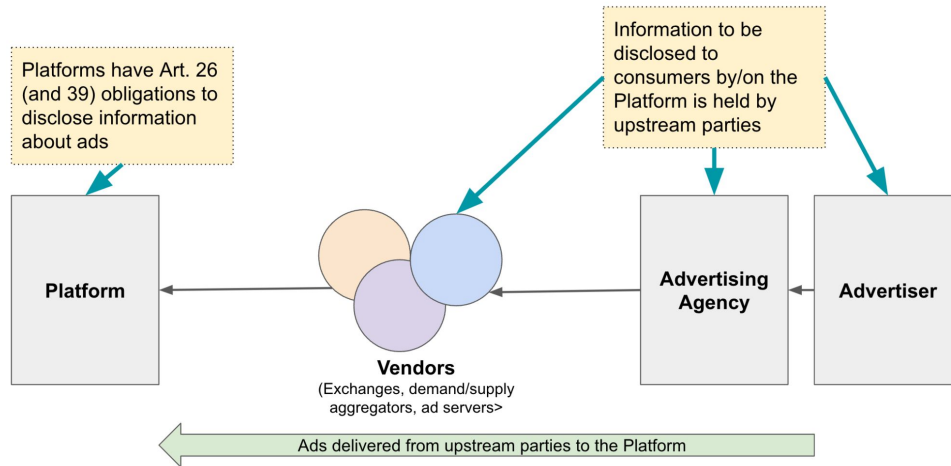 Platforms have Art. 26
(and 39) obligations to
disclose information
about ads
Information to be
disclosed to
consumers by/on the
Platform is held by
upstream parties
Platform
Vendors
(Exchanges, demand/supply
aggregators, ad servers>
Advertising
Agency
Advertiser
Ads delivered from upstream parties to the Platform